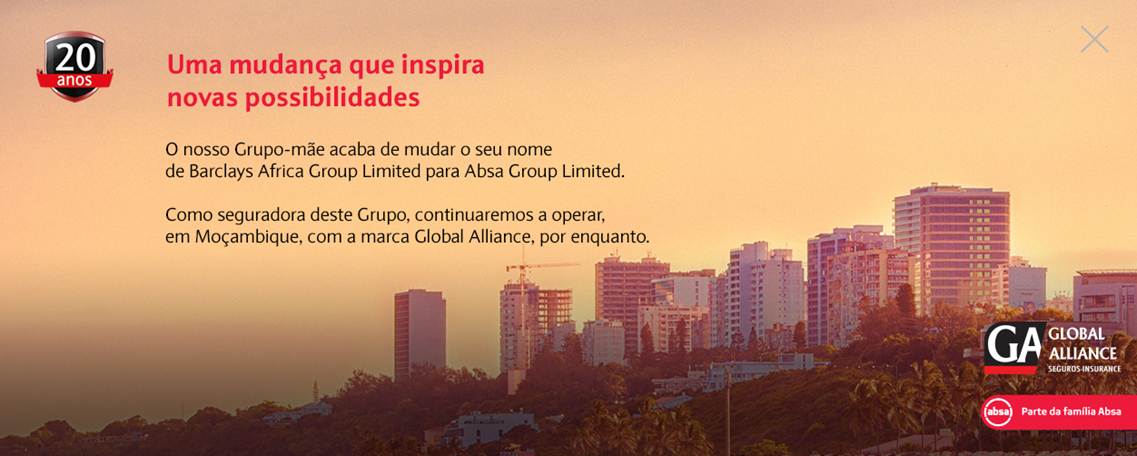 20
anos
Uma mudança que inspira
novas possibilidades
O nosso Grupo-mãe acaba de mudar o seu nome
de Barclays Africa Group Limited para Absa Group Limited.
Como seguradora deste Grupo, continuaremos a operar,
em Moçambique, com a marca Global Alliance, por enquanto.
GA GLOBAL
ALLIANCE
SEGUROS INSURANCE
absa Parte da família Absa